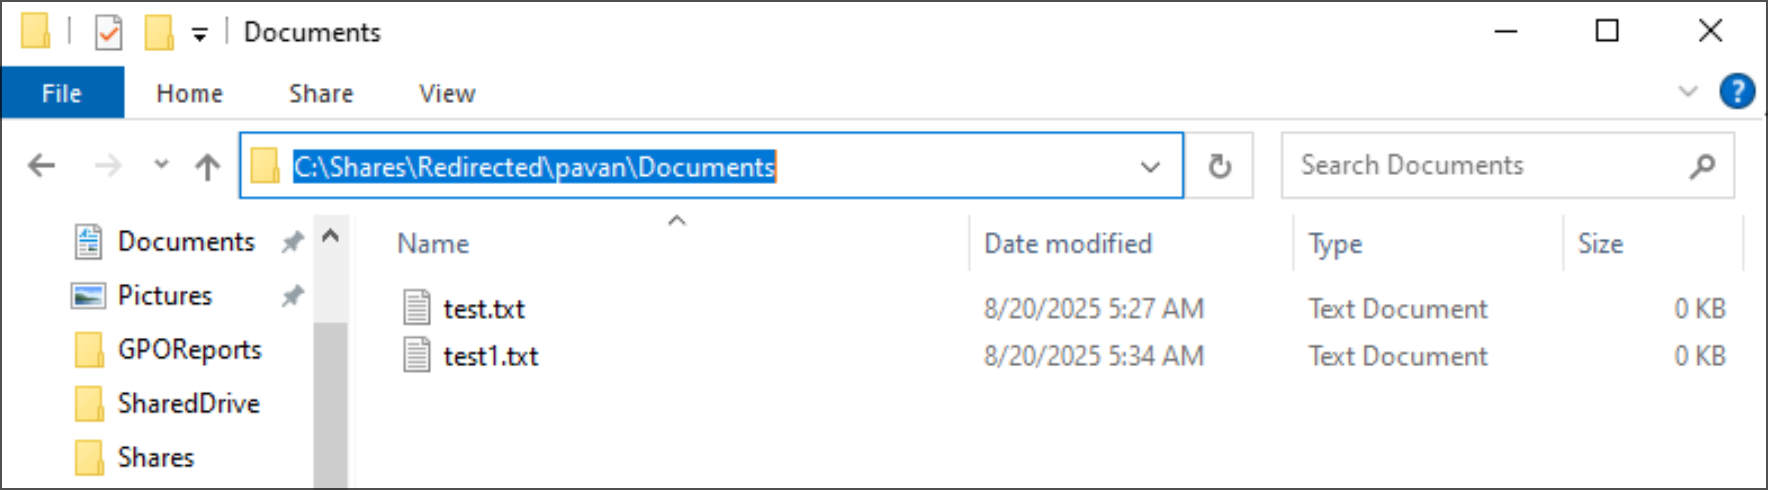 Documents
File Home Share View ?
C:\Shares\Redirected\pavan\Documents Search Documents
Documents
Pictures
GPOReports
SharedDrive
Shares
Name Date modified Type Size
test.txt 8/20/2025 5:27 AM Text Document 0 KB
test1.txt 8/20/2025 5:34 AM Text Document 0 KB